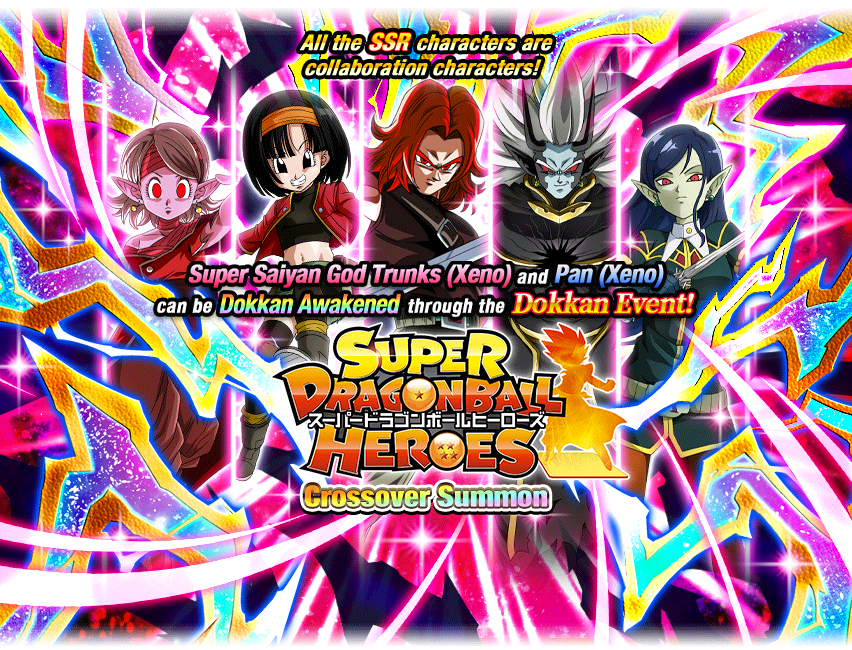 All the SSR characters are
collaboration characters!
Super Saiyan God Trunks (Xeno) and Pan (Xeno)
can be Dokkan Awakened through the Dokkan Event!
SUPER
DRAGONBALL
スーパードラゴンボールヒーローズ
HEROES
Crossover Summon